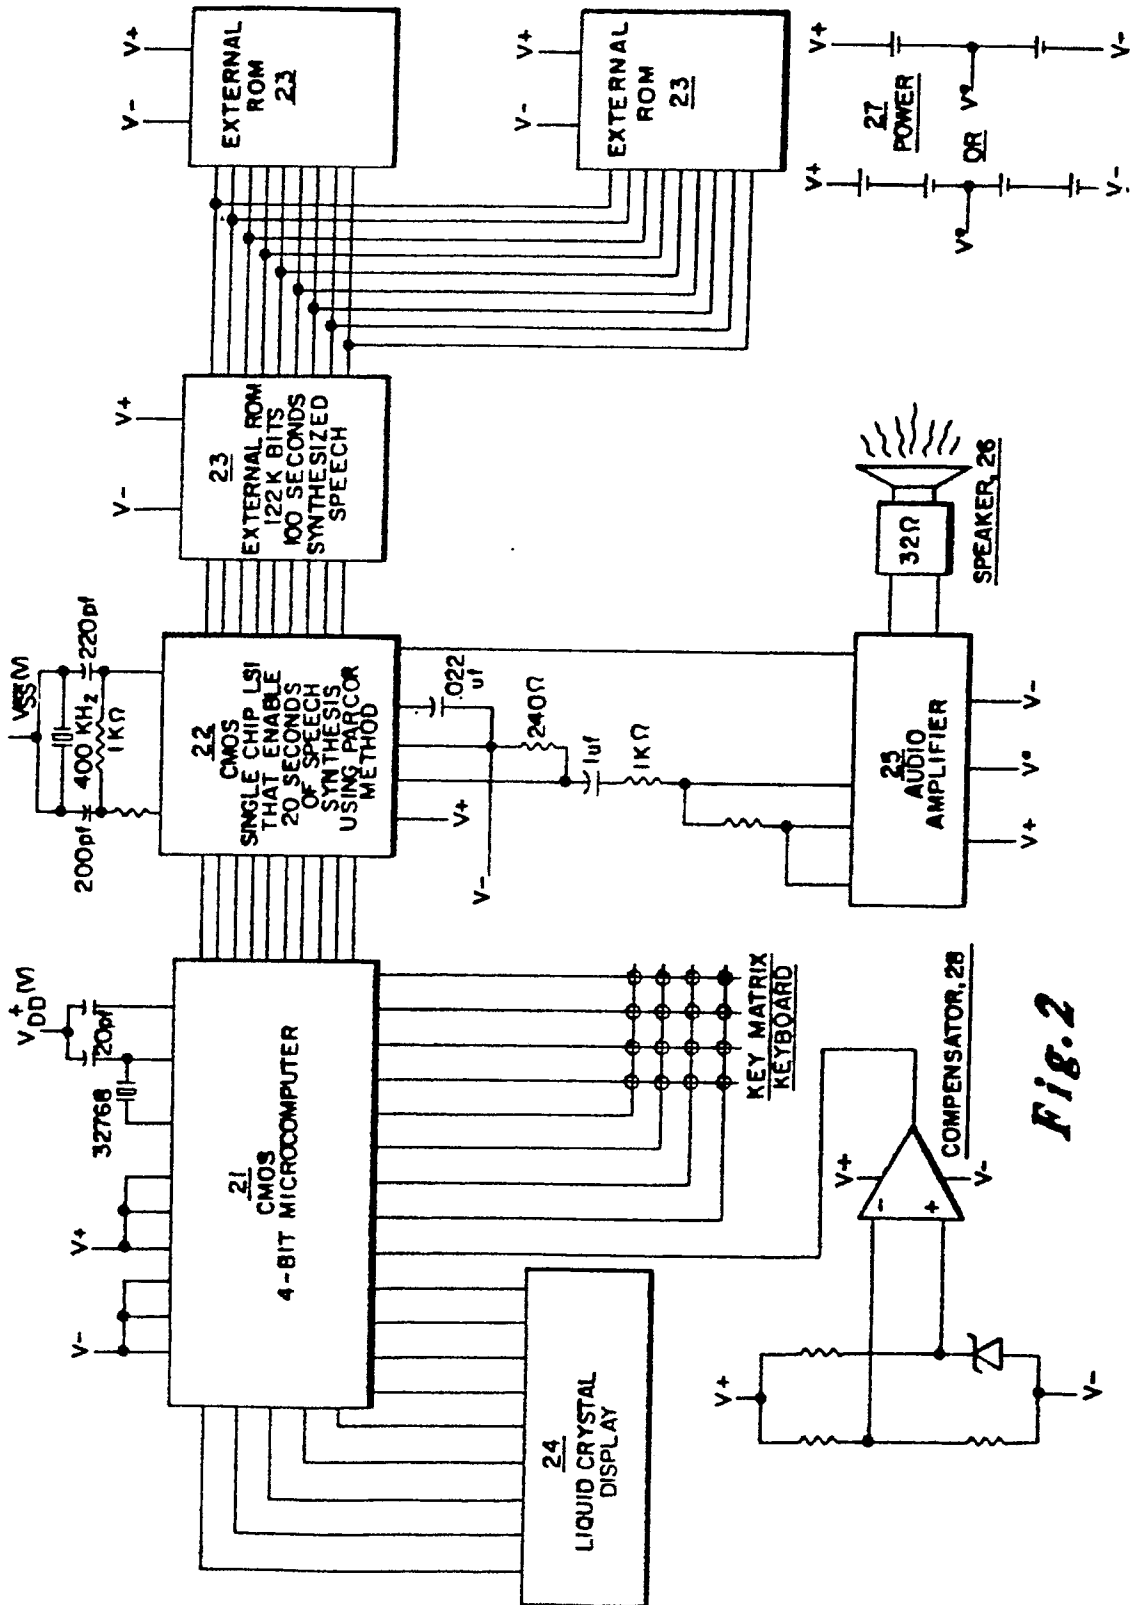 V DD + (V)
20pf
32768
V+
V-
21
CMOS
4-BIT MICROCOMPUTER
VSS(V)
200pf
400 KHz
1KΩ
220pf
22
CMOS
SINGLE CHIP LSI
THAT ENABLE
20 SECONDS
OF SPEECH
SYNTHESIS
USING PARCOR
METHOD
V+
.022
uf
V-
240Ω
1uf
1KΩ
V-
V+
23
EXTERNAL ROM
122K BITS
100 SECONDS
SYNTHESIZED
SPEECH
V-
V+
EXTERNAL
ROM
23
V-
V+
EXTERNAL
ROM
23
24
LIQUID CRYSTAL
DISPLAY
KEY MATRIX
KEYBOARD
V+
V-
V+
-
+
V-
COMPENSATOR, 28
25
AUDIO
AMPLIFIER
V+
V°
V-
32Ω
SPEAKER, 26
27
POWER
V+
V°
V-
OR
V+
V°
V-
Fig. 2